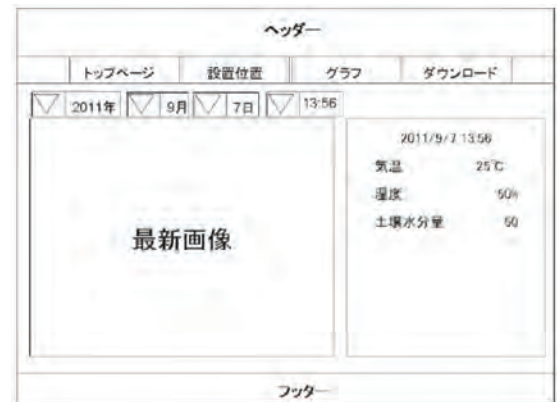 ヘッダー
トップページ 設置位置 グラフ ダウンロード
2011年 9月 7日 13:56
2011/9/7 13:56
気温 25℃
湿度 50%
土壌水分量 50
最新画像
フッター